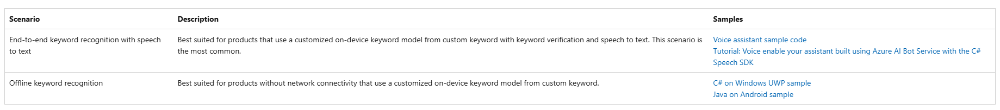 Scenario Description Samples
End-to-end keyword recognition with speech
to text
Best suited for products that use a customized on-device keyword model from custom keyword with keyword verification and speech to text. This scenario is
the most common.
Voice assistant sample code
Tutorial: Voice enable your assistant built using Azure AI Bot Service with the C#
Speech SDK
Offline keyword recognition
Best suited for products without network connectivity that use a customized on-device keyword model from custom keyword.
C# on Windows UWP sample
Java on Android sample